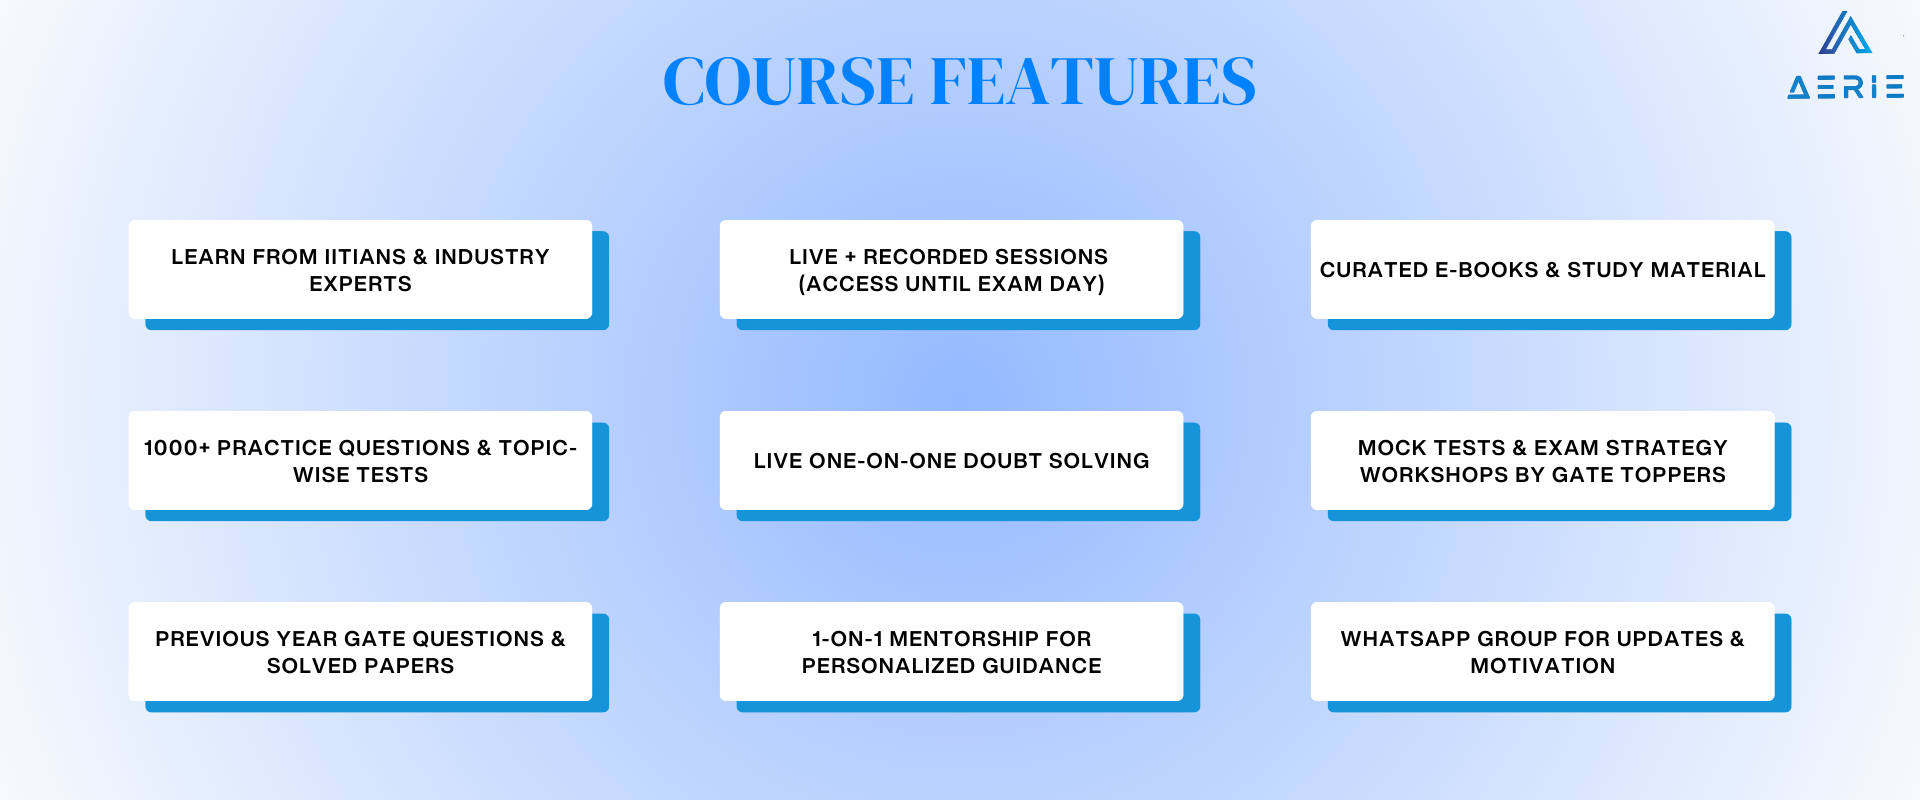 COURSE FEATURES
AERIE
LEARN FROM IITIANS & INDUSTRY
EXPERTS
LIVE + RECORDED SESSIONS
(ACCESS UNTIL EXAM DAY)
CURATED E-BOOKS & STUDY MATERIAL
1000+ PRACTICE QUESTIONS & TOPIC-
WISE TESTS
LIVE ONE-ON-ONE DOUBT SOLVING
MOCK TESTS & EXAM STRATEGY
WORKSHOPS BY GATE TOPPERS
PREVIOUS YEAR GATE QUESTIONS &
SOLVED PAPERS
1-ON-1 MENTORSHIP FOR
PERSONALIZED GUIDANCE
WHATSAPP GROUP FOR UPDATES &
MOTIVATION